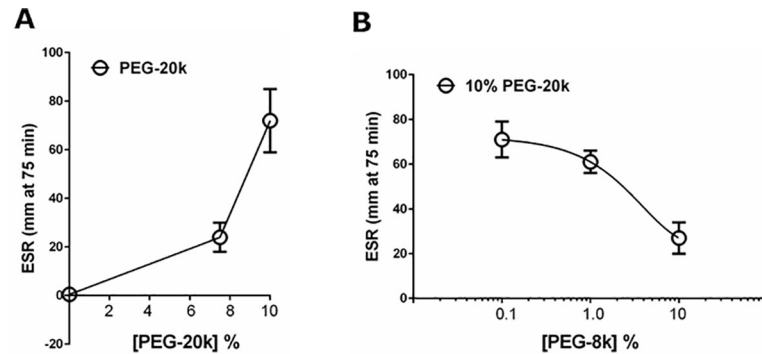 A
PEG-20k
100
80
60
40
20
0
-20
2 4 6 8 10
ESR (mm at 75 min)
[PEG-20k] %
B
10% PEG-20k
100
80
60
40
20
0
0.1 1.0 10
ESR (mm at 75 min)
[PEG-8k] %